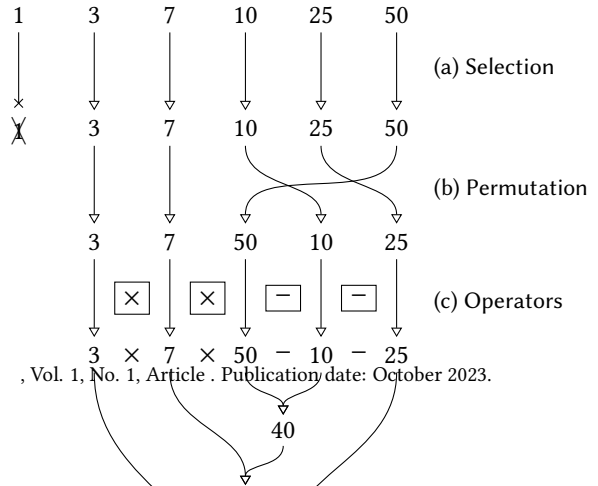 1 3 7 10 25 50
(a) Selection
1 3 7 10 25 50
(b) Permutation
3 7 50 10 25
× × − −
(c) Operators
3 × 7 × 50 − 10 − 25
, Vol. 1, No. 1, Article . Publication date: October 2023.
40